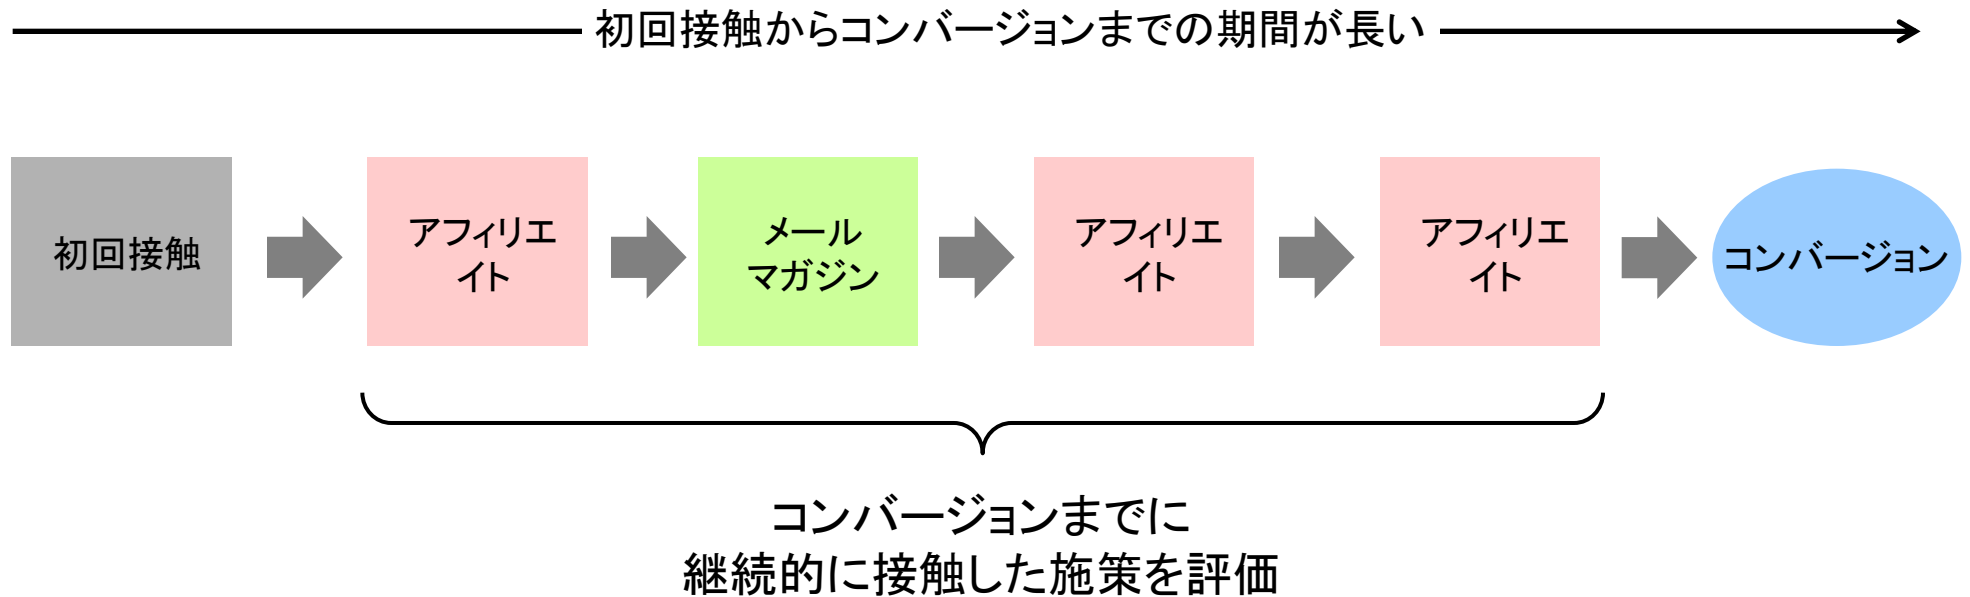 初回接触からコンバージョンまでの期間が長い
初回接触
アフィリエ
イト
メール
マガジン
アフィリエ
イト
アフィリエ
イト
コンバージョン
コンバージョンまでに
継続的に接触した施策を評価